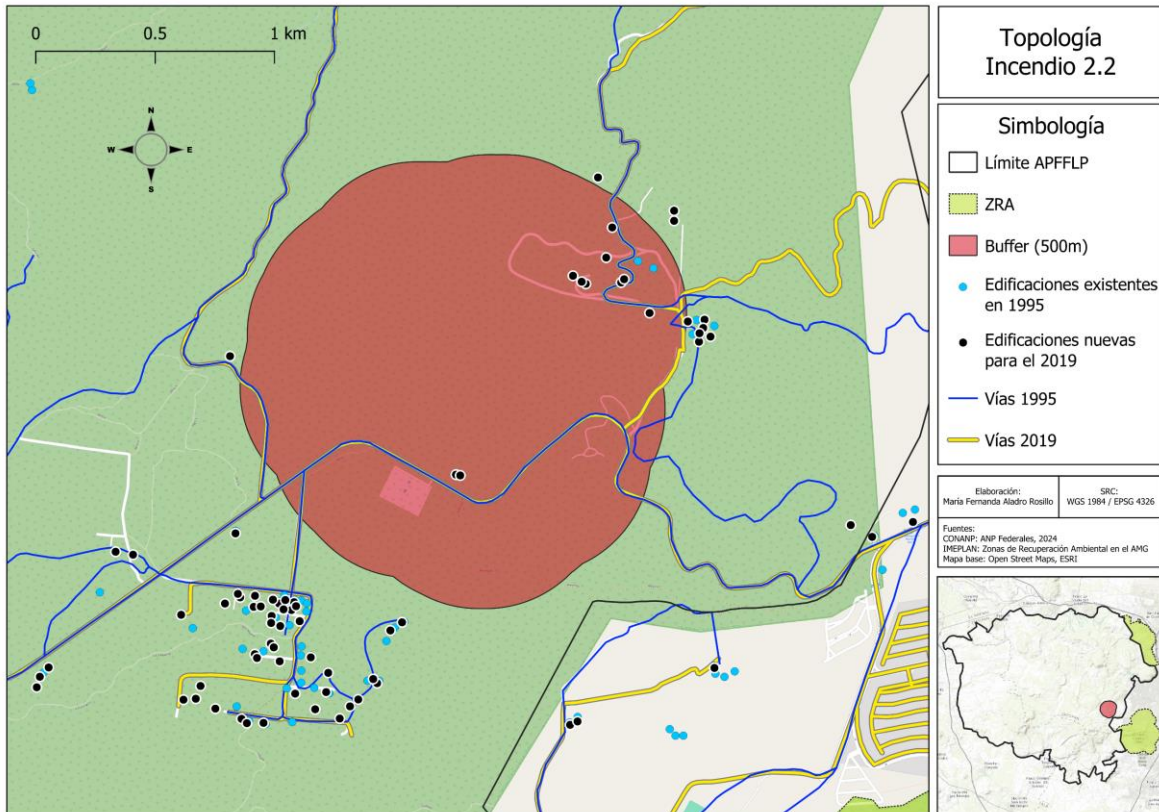 0 0.5 1 km
N
W E
S
Topología
Incendio 2.2
Simbología
Límite APFFLP
ZRA
Buffer (500m)
Edificaciones existentes
en 1995
Edificaciones nuevas
para el 2019
Vías 1995
Vías 2019
Elaboración:
María Fernanda Aladro Rosillo
SRC:
WGS 1984 / EPSG 4326
Fuentes:
CONANP: ANP Federales, 2024
IMEPLAN: Zonas de Recuperación Ambiental en el AMG
Mapa base: Open Street Maps, ESRI